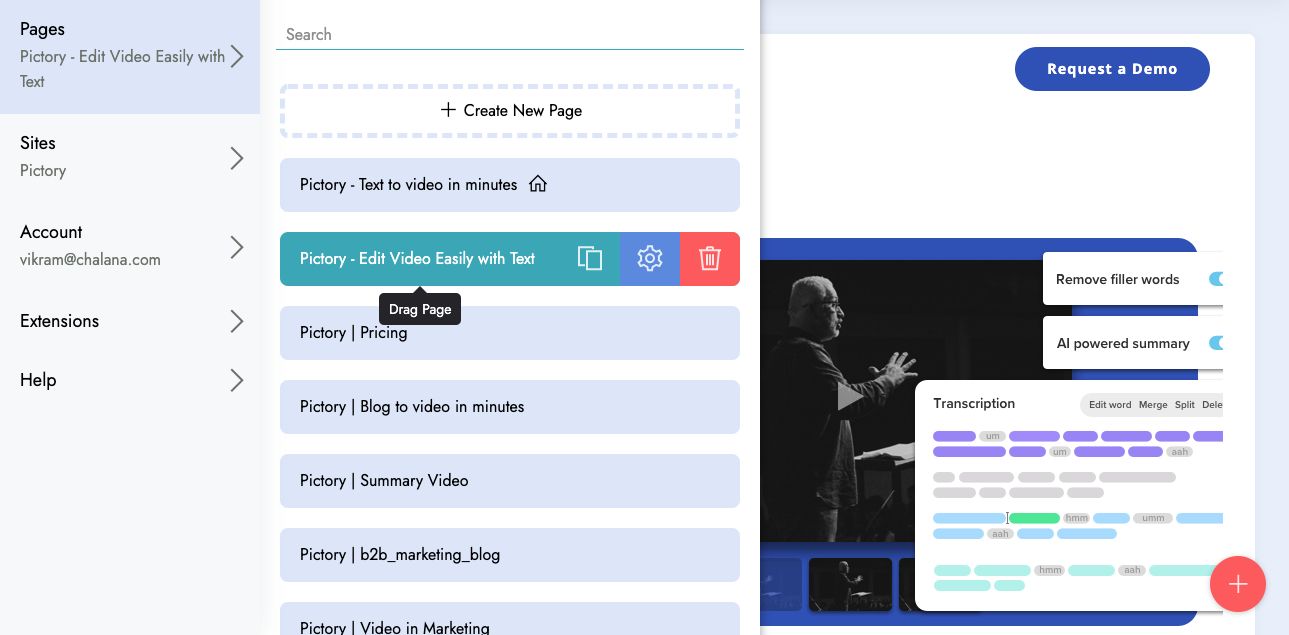 Pages
Pictory - Edit Video Easily with
Text
Sites
Pictory
Account
vikram@chalana.com
Extensions
Help
Search
+ Create New Page
Pictory - Text to video in minutes
Pictory - Edit Video Easily with Text
Drag Page
Pictory | Pricing
Pictory | Blog to video in minutes
Pictory | Summary Video
Pictory | b2b_marketing_blog
Pictory | Video in Marketing
Request a Demo
Remove filler words
AI powered summary
Transcription
Edit word Merge Split Dele
um
um aah
hmm umm
aah
hmm aah